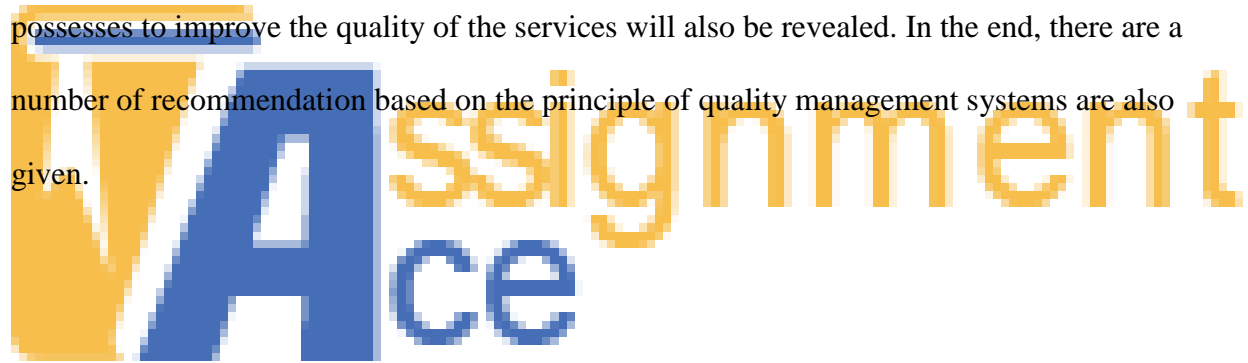 possesses to improve the quality of the services will also be revealed. In the end, there are a
number of recommendation based on the principle of quality management systems are also
given.
Assignment
Ace